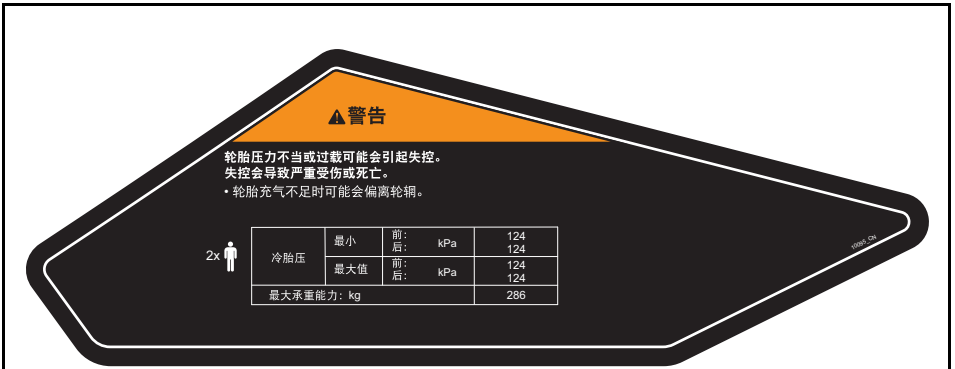 警告
轮胎压力不当或过载可能会引起失控。
失控会导致严重受伤或死亡。
• 轮胎充气不足时可能会偏离轮辋。
2x
冷胎压 最小 前: kPa 124
后: 124
最大值 前: kPa 124
后: 124
最大承重能力: kg 286